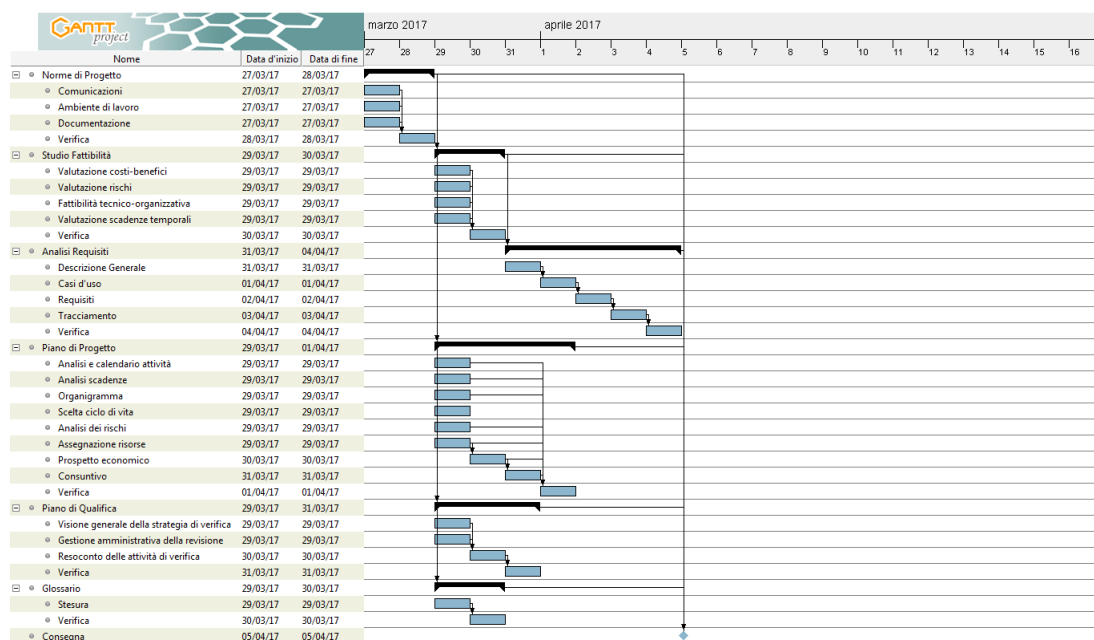 GANTT
project
marzo 2017 aprile 2017
Nome Data d'inizio Data di fine 27 28 29 30 31 1 2 3 4 5 6 7 8 9 10 11 12 13 14 15 16
Norme di Progetto 27/03/17 28/03/17
Comunicazioni 27/03/17 27/03/17
Ambiente di lavoro 27/03/17 27/03/17
Documentazione 27/03/17 27/03/17
Verifica 28/03/17 28/03/17
Studio Fattibilità 29/03/17 30/03/17
Valutazione costi-benefici 29/03/17 29/03/17
Valutazione rischi 29/03/17 29/03/17
Fattibilità tecnico-organizzativa 29/03/17 29/03/17
Valutazione scadenze temporali 29/03/17 29/03/17
Verifica 30/03/17 30/03/17
Analisi Requisiti 31/03/17 04/04/17
Descrizione Generale 31/03/17 31/03/17
Casi d'uso 01/04/17 01/04/17
Requisiti 02/04/17 02/04/17
Tracciamento 03/04/17 03/04/17
Verifica 04/04/17 04/04/17
Piano di Progetto 29/03/17 01/04/17
Analisi e calendario attività 29/03/17 29/03/17
Analisi scadenze 29/03/17 29/03/17
Organigramma 29/03/17 29/03/17
Scelta ciclo di vita 29/03/17 29/03/17
Analisi dei rischi 29/03/17 29/03/17
Assegnazione risorse 29/03/17 29/03/17
Prospetto economico 30/03/17 30/03/17
Consuntivo 31/03/17 31/03/17
Verifica 01/04/17 01/04/17
Piano di Qualifica 29/03/17 31/03/17
Visione generale della strategia di verifica 29/03/17 29/03/17
Gestione amministrativa della revisione 29/03/17 29/03/17
Resoconto delle attività di verifica 30/03/17 30/03/17
Verifica 31/03/17 31/03/17
Glossario 29/03/17 30/03/17
Stesura 29/03/17 29/03/17
Verifica 30/03/17 30/03/17
Consegna 05/04/17 05/04/17